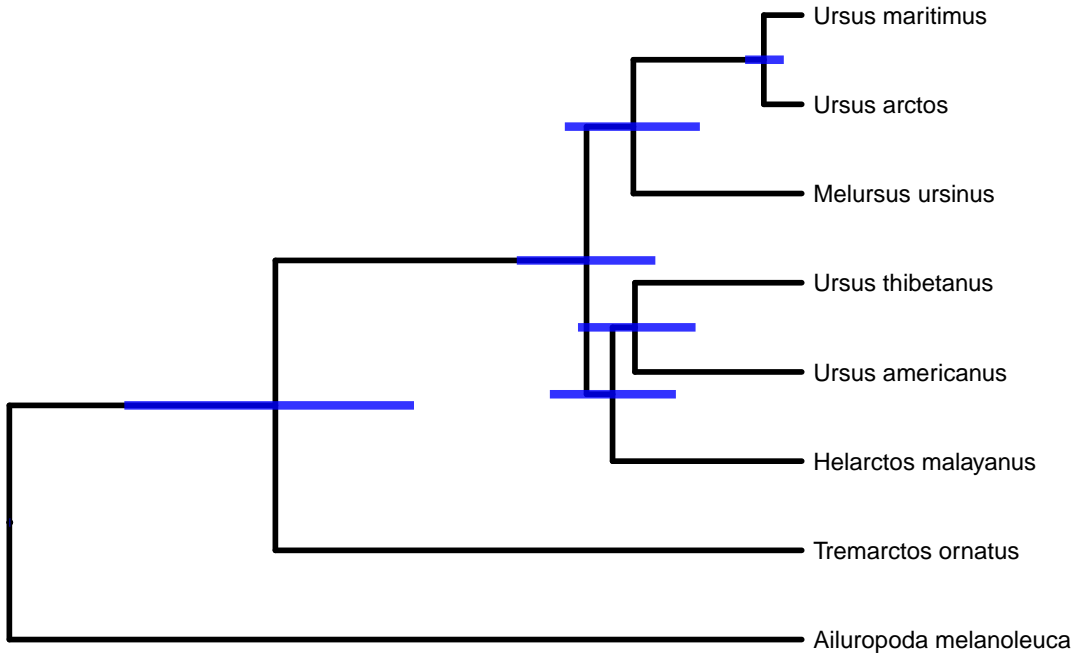 Ursus maritimus
Ursus arctos
Melursus ursinus
Ursus thibetanus
Ursus americanus
Helarctos malayanus
Tremarctos ornatus
Ailuropoda melanoleuca